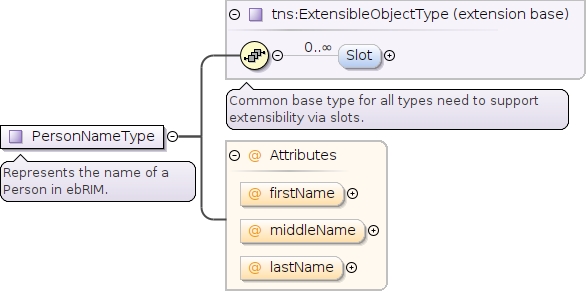 tns:ExtensibleObjectType (extension base)
0..∞
Slot
Common base type for all types need to support
extensibility via slots.
PersonNameType
Represents the name of a
Person in ebRIM.
@ Attributes
@ firstName
@ middleName
@ lastName